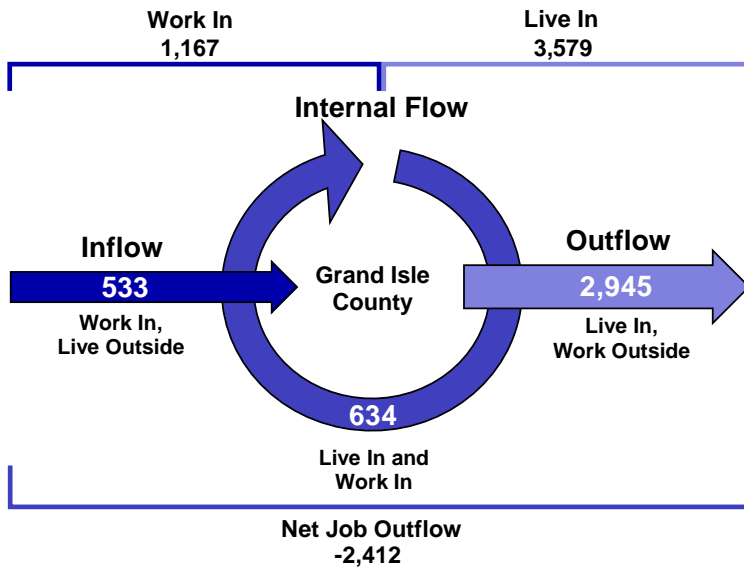 Work In
1,167
Live In
3,579
Internal Flow
Inflow
533
Work In,
Live Outside
Grand Isle
County
Outflow
2,945
Live In,
Work Outside
634
Live In and
Work In
Net Job Outflow
-2,412